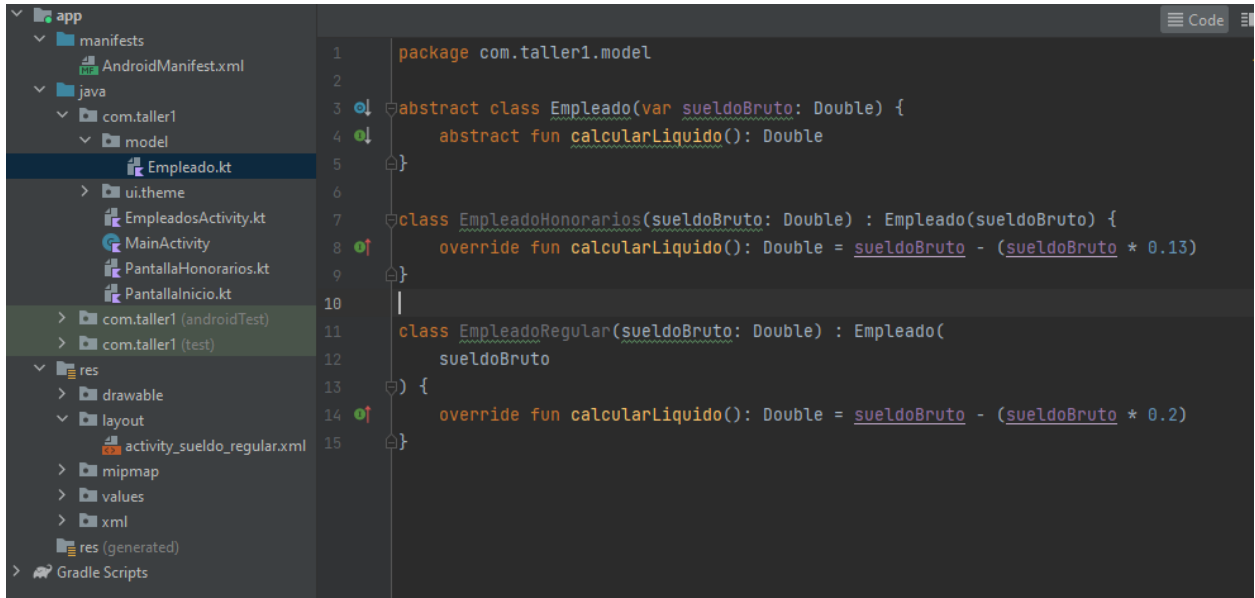 app
manifests
AndroidManifest.xml
java
com.taller1
model
Empleado.kt
ui.theme
EmpleadosActivity.kt
MainActivity
PantallaHonorarios.kt
PantallaInicio.kt
com.taller1 (androidTest)
com.taller1 (test)
res
drawable
layout
activity_sueldo_regular.xml
mipmap
values
xml
res (generated)
Gradle Scripts
Code
1 package com.taller1.model
2
3 abstract class Empleado(var sueldoBruto: Double) {
4     abstract fun calcularLiquido(): Double
5 }
6
7 class EmpleadoHonorarios(sueldoBruto: Double) : Empleado(sueldoBruto) {
8     override fun calcularLiquido(): Double = sueldoBruto - (sueldoBruto * 0.13)
9 }
10
11 class EmpleadoRegular(sueldoBruto: Double) : Empleado(
12     sueldoBruto
13 ) {
14     override fun calcularLiquido(): Double = sueldoBruto - (sueldoBruto * 0.2)
15 }